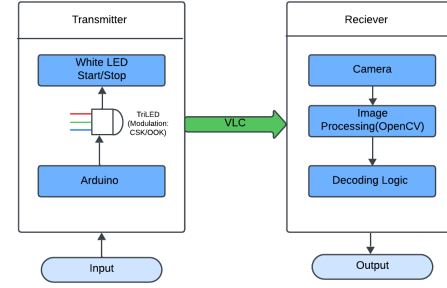 Transmitter
White LED
Start/Stop
TriLED
(Modulation:
CSK/OOK)
Arduino
Input
VLC
Reciever
Camera
Image
Processing(OpenCV)
Decoding Logic
Output